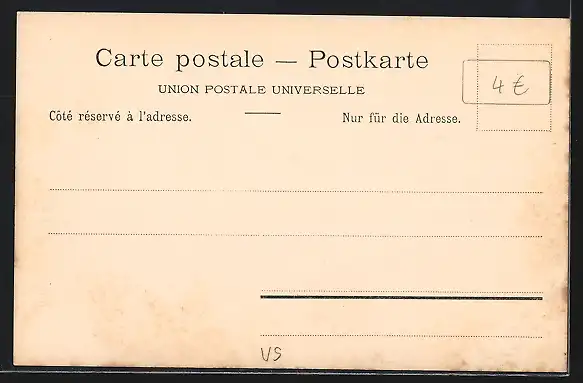 Carte postale — Postkarte
UNION POSTALE UNIVERSELLE
4 €
Côté réservé à l'adresse.
Nur für die Adresse.
VS